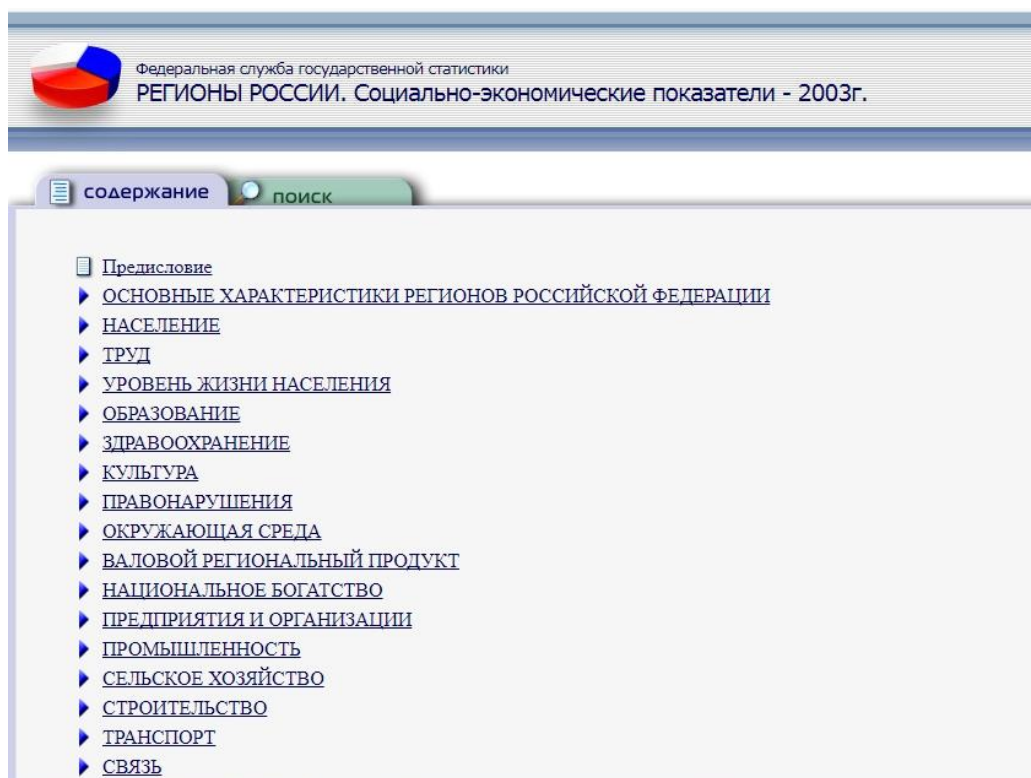 Федеральная служба государственной статистики
РЕГИОНЫ РОССИИ. Социально-экономические показатели - 2003г.
содержание
поиск
Предисловие
ОСНОВНЫЕ ХАРАКТЕРИСТИКИ РЕГИОНОВ РОССИЙСКОЙ ФЕДЕРАЦИИ
НАСЕЛЕНИЕ
ТРУД
УРОВЕНЬ ЖИЗНИ НАСЕЛЕНИЯ
ОБРАЗОВАНИЕ
ЗДРАВООХРАНЕНИЕ
КУЛЬТУРА
ПРАВОНАРУШЕНИЯ
ОКРУЖАЮЩАЯ СРЕДА
ВАЛОВОЙ РЕГИОНАЛЬНЫЙ ПРОДУКТ
НАЦИОНАЛЬНОЕ БОГАТСТВО
ПРЕДПРИЯТИЯ И ОРГАНИЗАЦИИ
ПРОМЫШЛЕННОСТЬ
СЕЛЬСКОЕ ХОЗЯЙСТВО
СТРОИТЕЛЬСТВО
ТРАНСПОРТ
СВЯЗЬ